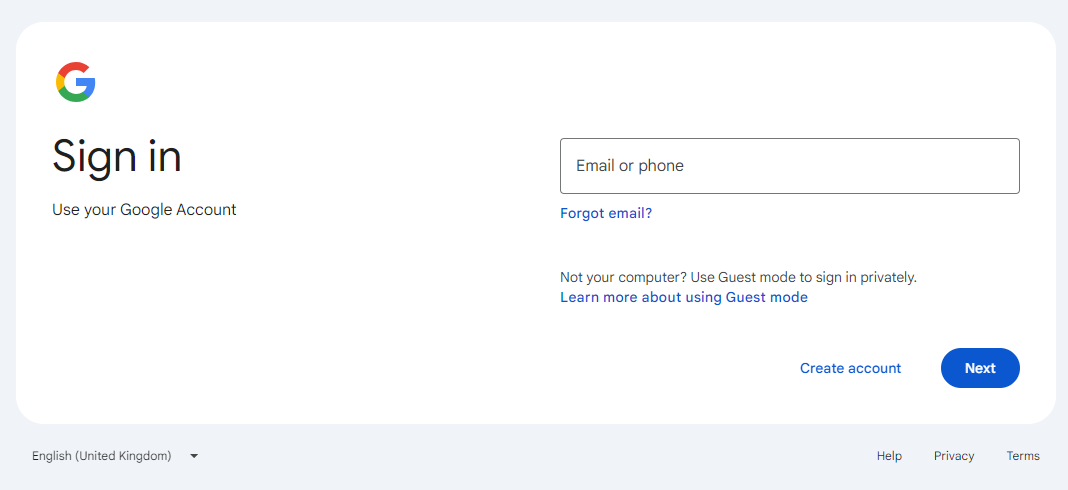 Sign in
Use your Google Account
Email or phone
Forgot email?
Not your computer? Use Guest mode to sign in privately.
Learn more about using Guest mode
Create account
Next
English (United Kingdom)
Help
Privacy
Terms